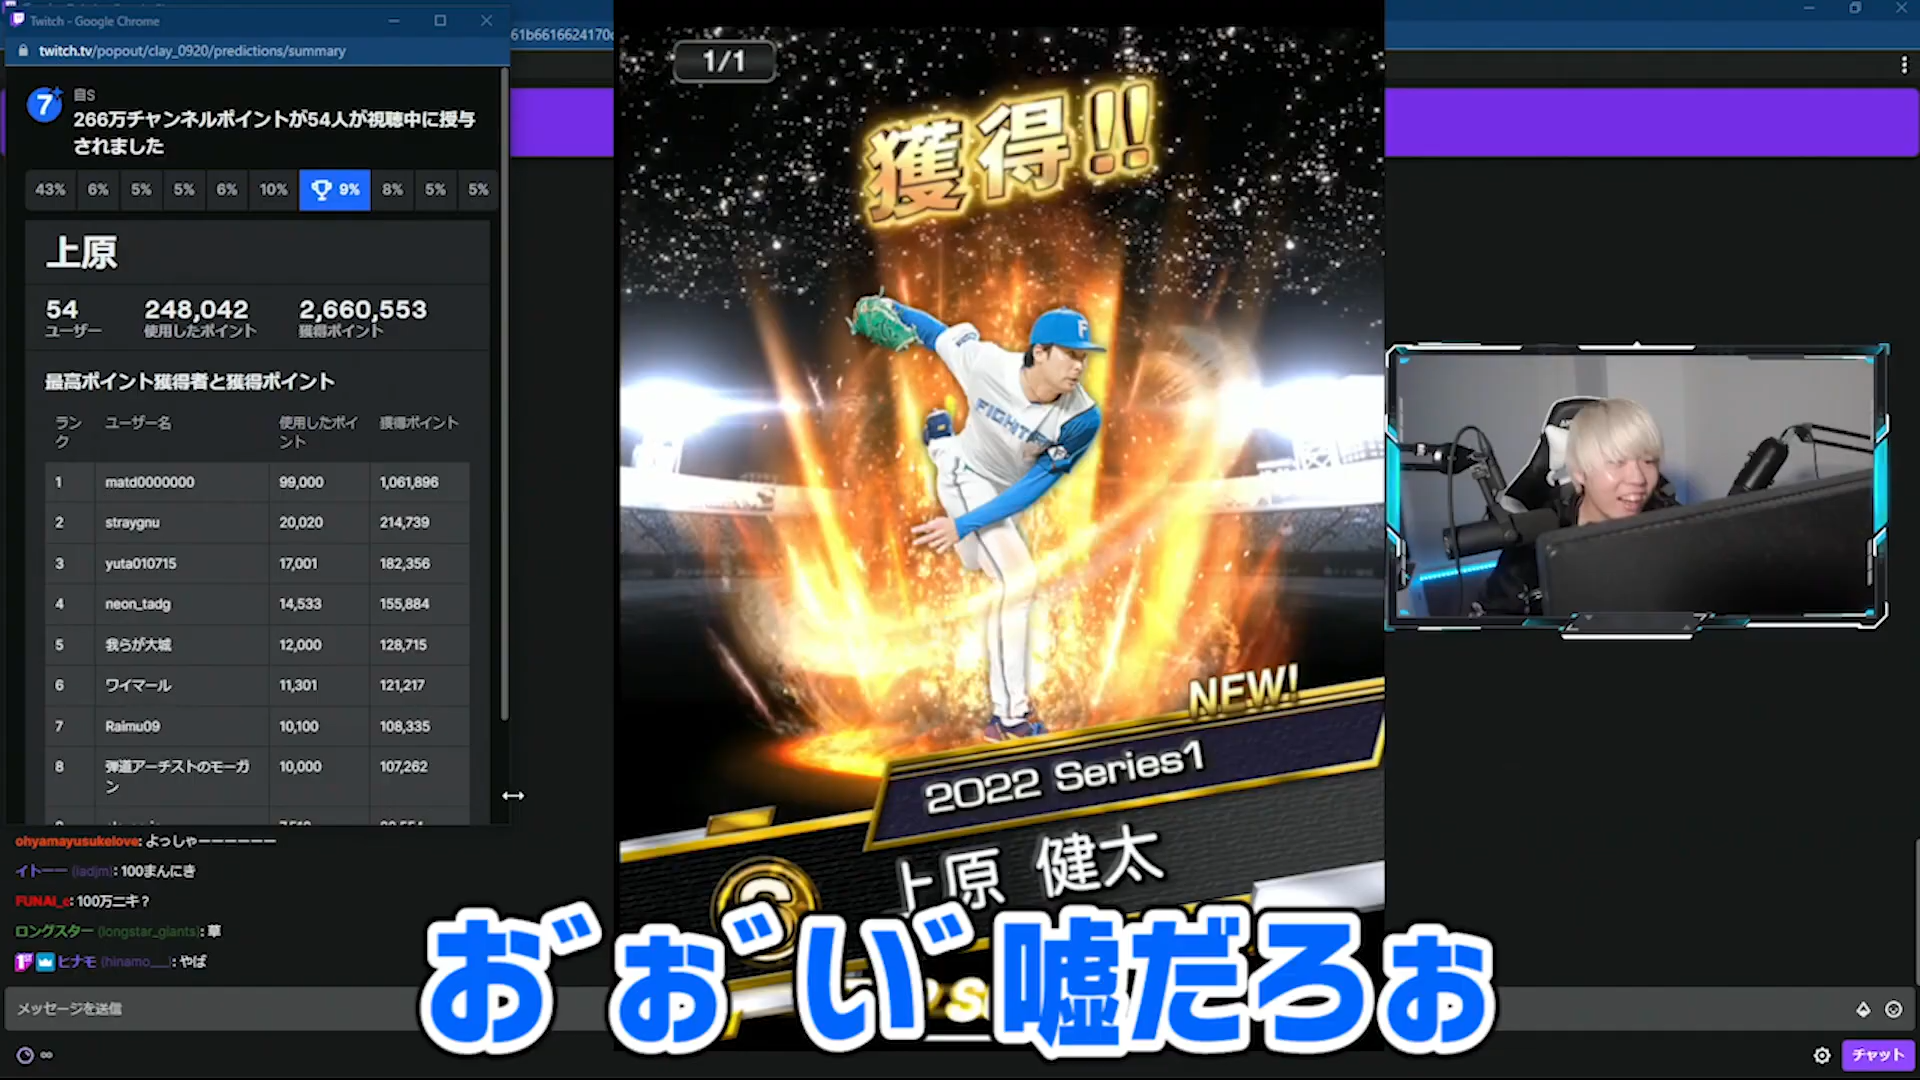 Twitch - Google Chrome
twitch.tv/popout/clay_0920/predictions/summary
61b6616624170
7
自S
266万チャンネルポイントが54人が視聴中に授与
されました
43% 6% 5% 5% 6% 10% 9% 8% 5% 5%
上原
54 248,042 2,660,553
ユーザー 使用したポイント 獲得ポイント
最高ポイント獲得者と獲得ポイント
ラン ユーザー名 使用したポイ 獲得ポイント
ク ント
1 matd0000000 99,000 1,061,896
2 straygnu 20,020 214,739
3 yuta010715 17,001 182,356
4 neon_tadg 14,533 155,884
5 我らが大城 12,000 128,715
6 ワイマール 11,301 121,217
7 Raimu09 10,100 108,335
8 弾道アーチストのモーガ 10,000 107,262
ン
ohyamayusukelove: よっしゃーーーーーー
イトーー (iadjm): 100まんにき
FUNAI_c: 100万ニキ？
ロングスター (longstar_giants): 華
ヒナモ (hinamo___): やば
メッセージを送信
∞
1/1
獲得!!
F
FIGHTE
NEW!
2022 Series1
上原 健太
S
お゛ぉ゛い゛嘘だろぉ
チャット